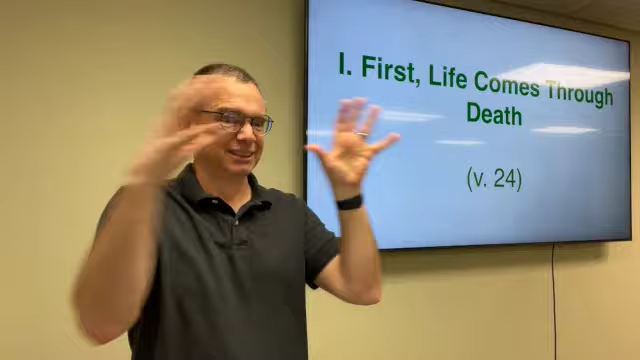 I. First, Life Comes Through
Death
(v. 24)